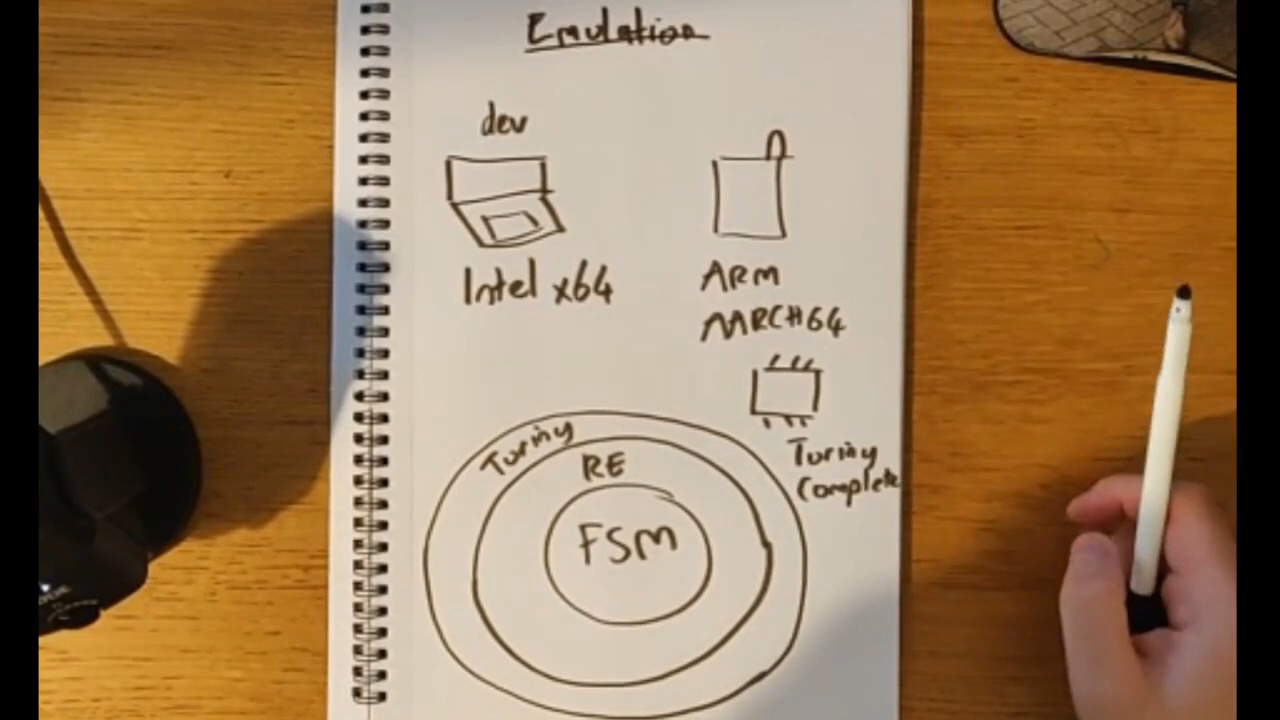 Emulation
dev
Intel x64
ARM
AARCH64
Turing
Complete
Turing
RE
FSM